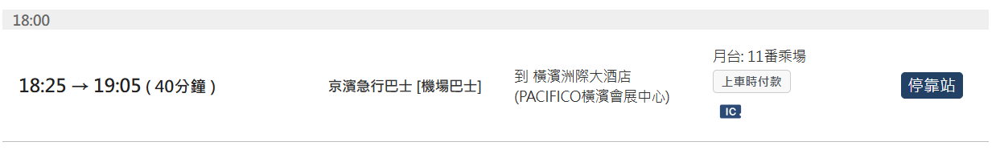 18:00
18:25 → 19:05 ( 40分鐘 )
京濱急行巴士 [機場巴士]
到 橫濱洲際大酒店
(PACIFICO橫濱會展中心)
月台: 11番乘場
上車時付款
IC
停靠站